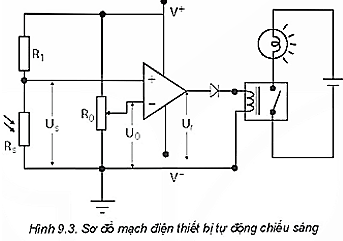 V⁺
R₁
+
−
R₀
Rₛ
Uₛ
U₀
Uᵣ
V⁻
Hình 9.3. Sơ đồ mạch điện thiết bị tự động chiếu sáng